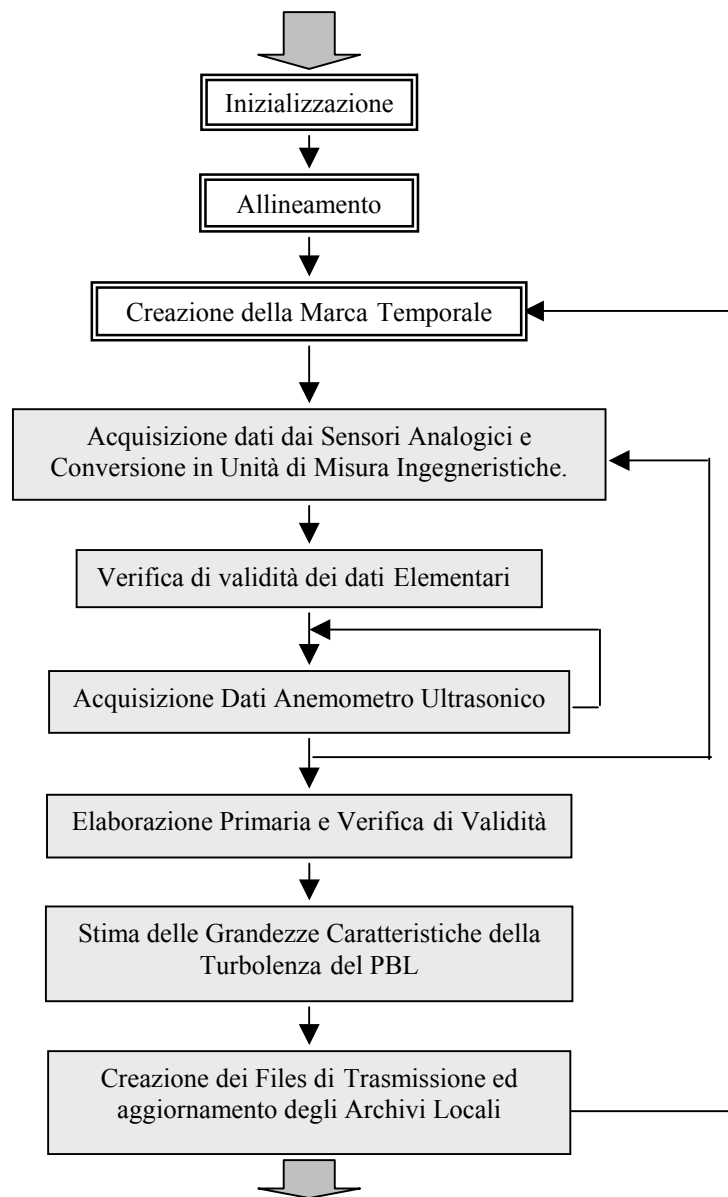 Inizializzazione
Allineamento
Creazione della Marca Temporale
Acquisizione dati dai Sensori Analogici e
Conversione in Unità di Misura Ingegneristiche.
Verifica di validità dei dati Elementari
Acquisizione Dati Anemometro Ultrasonico
Elaborazione Primaria e Verifica di Validità
Stima delle Grandezze Caratteristiche della
Turbolenza del PBL
Creazione dei Files di Trasmissione ed
aggiornamento degli Archivi Locali